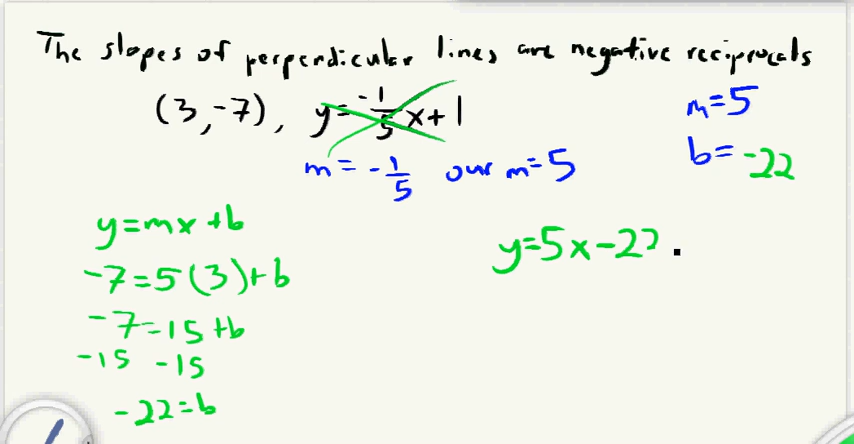 The slopes of perpendicular lines are negative reciprocals
(3,-7), y=-1/5x+1
m=5
m=-1/5 our m=5
b=-22
y=mx+b
y=5x-22
-7=5(3)+b
-7=15+b
-15 -15
-22=b